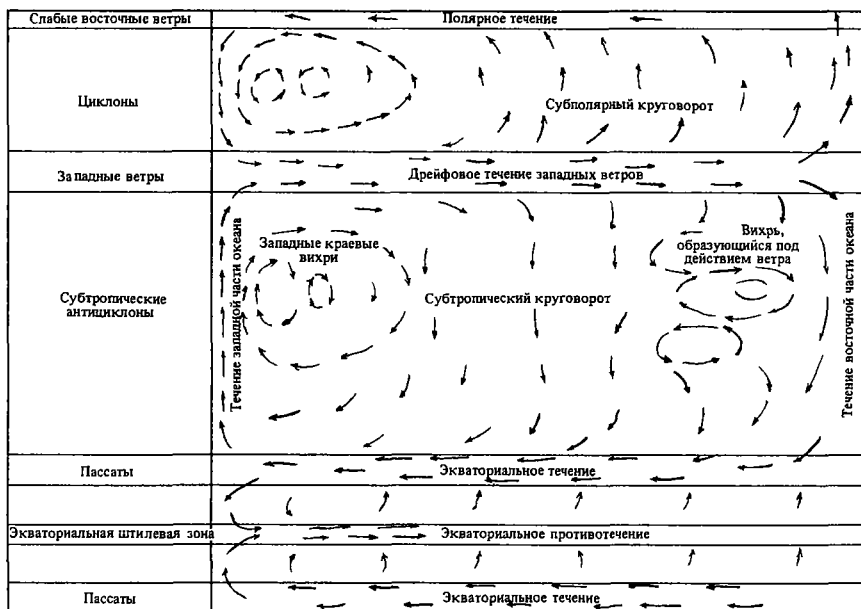 Слабые восточные ветры
Полярное течение
Циклоны
Субполярный круговорот
Западные ветры
Дрейфовое течение западных ветров
Течение западной части океана
Западные краевые
вихри
Вихрь,
образующийся под
действием ветра
Субтропические
антициклоны
Субтропический круговорот
Течение восточной части океана
Пассаты
Экваториальное течение
Экваториальная штилевая зона
Экваториальное противотечение
Пассаты
Экваториальное течение